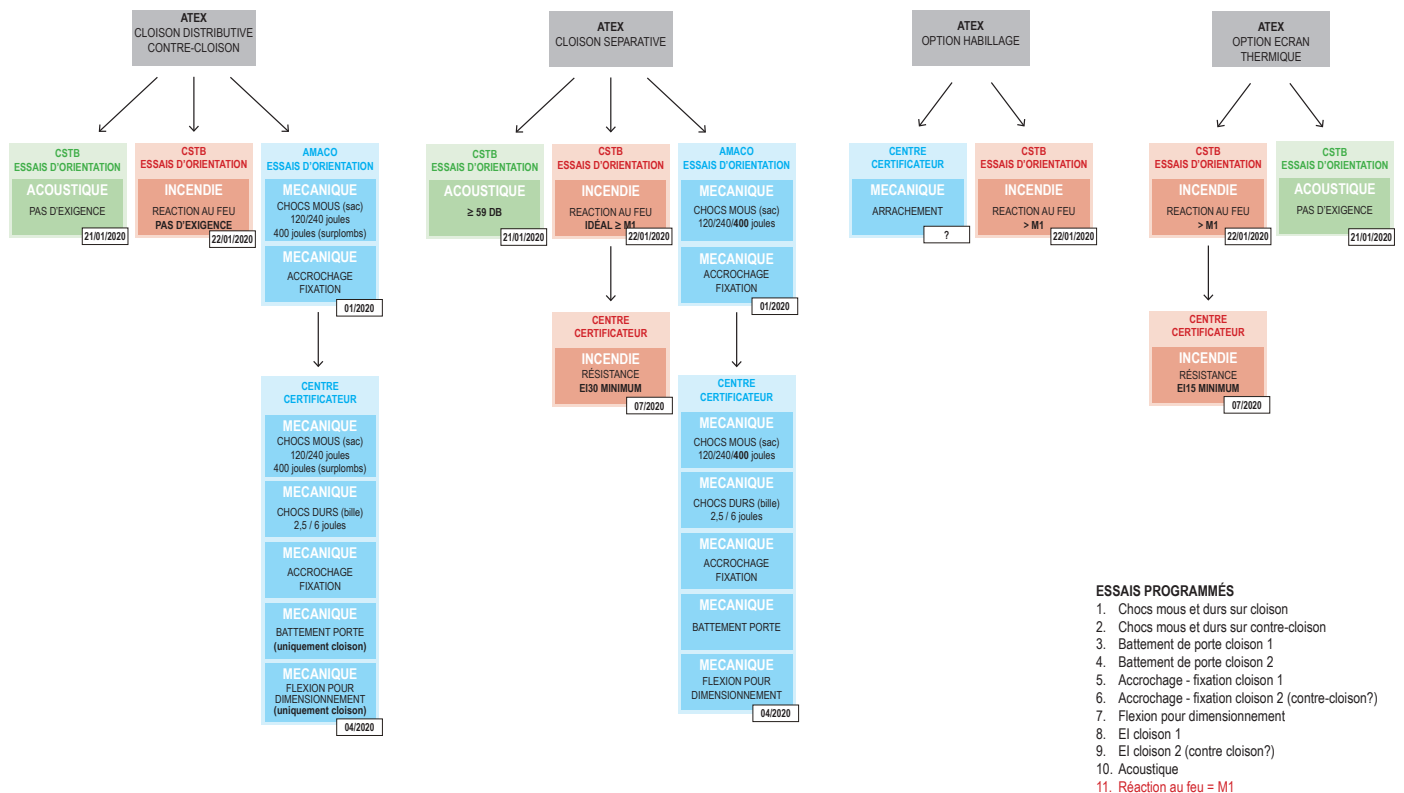 ATEX
CLOISON DISTRIBUTIVE
CONTRE-CLOISON
CSTB
ESSAIS D'ORIENTATION
ACOUSTIQUE
PAS D'EXIGENCE
21/01/2020
CSTB
ESSAIS D'ORIENTATION
INCENDIE
REACTION AU FEU
PAS D'EXIGENCE
22/01/2020
AMACO
ESSAIS D'ORIENTATION
MECANIQUE
CHOCS MOUS (sac)
120/240 joules
400 joules (surplombs)
MECANIQUE
ACCROCHAGE
FIXATION
01/2020
CENTRE
CERTIFICATEUR
MECANIQUE
CHOCS MOUS (sac)
120/240 joules
400 joules (surplombs)
MECANIQUE
CHOCS DURS (bille)
2,5 / 6 joules
MECANIQUE
ACCROCHAGE
FIXATION
MECANIQUE
BATTEMENT PORTE
(uniquement cloison)
MECANIQUE
FLEXION POUR
DIMENSIONNEMENT
(uniquement cloison)
04/2020
ATEX
CLOISON SEPARATIVE
CSTB
ESSAIS D'ORIENTATION
ACOUSTIQUE
≥ 59 DB
21/01/2020
CSTB
ESSAIS D'ORIENTATION
INCENDIE
REACTION AU FEU
IDÉAL ≥ M1
22/01/2020
CENTRE
CERTIFICATEUR
INCENDIE
RÉSISTANCE
EI30 MINIMUM
07/2020
AMACO
ESSAIS D'ORIENTATION
MECANIQUE
CHOCS MOUS (sac)
120/240/400 joules
MECANIQUE
ACCROCHAGE
FIXATION
01/2020
CENTRE
CERTIFICATEUR
MECANIQUE
CHOCS MOUS (sac)
120/240/400 joules
MECANIQUE
CHOCS DURS (bille)
2,5 / 6 joules
MECANIQUE
ACCROCHAGE
FIXATION
MECANIQUE
BATTEMENT PORTE
MECANIQUE
FLEXION POUR
DIMENSIONNEMENT
04/2020
ATEX
OPTION HABILLAGE
CENTRE
CERTIFICATEUR
MECANIQUE
ARRACHEMENT
?
CSTB
ESSAIS D'ORIENTATION
INCENDIE
REACTION AU FEU
> M1
22/01/2020
ATEX
OPTION ECRAN
THERMIQUE
CSTB
ESSAIS D'ORIENTATION
INCENDIE
REACTION AU FEU
> M1
22/01/2020
CENTRE
CERTIFICATEUR
INCENDIE
RÉSISTANCE
EI15 MINIMUM
07/2020
CSTB
ESSAIS D'ORIENTATION
ACOUSTIQUE
PAS D'EXIGENCE
21/01/2020
ESSAIS PROGRAMMÉS
1. Chocs mous et durs sur cloison
2. Chocs mous et durs sur contre-cloison
3. Battement de porte cloison 1
4. Battement de porte cloison 2
5. Accrochage - fixation cloison 1
6. Accrochage - fixation cloison 2 (contre-cloison?)
7. Flexion pour dimensionnement
8. EI cloison 1
9. EI cloison 2 (contre cloison?)
10. Acoustique
11. Réaction au feu = M1